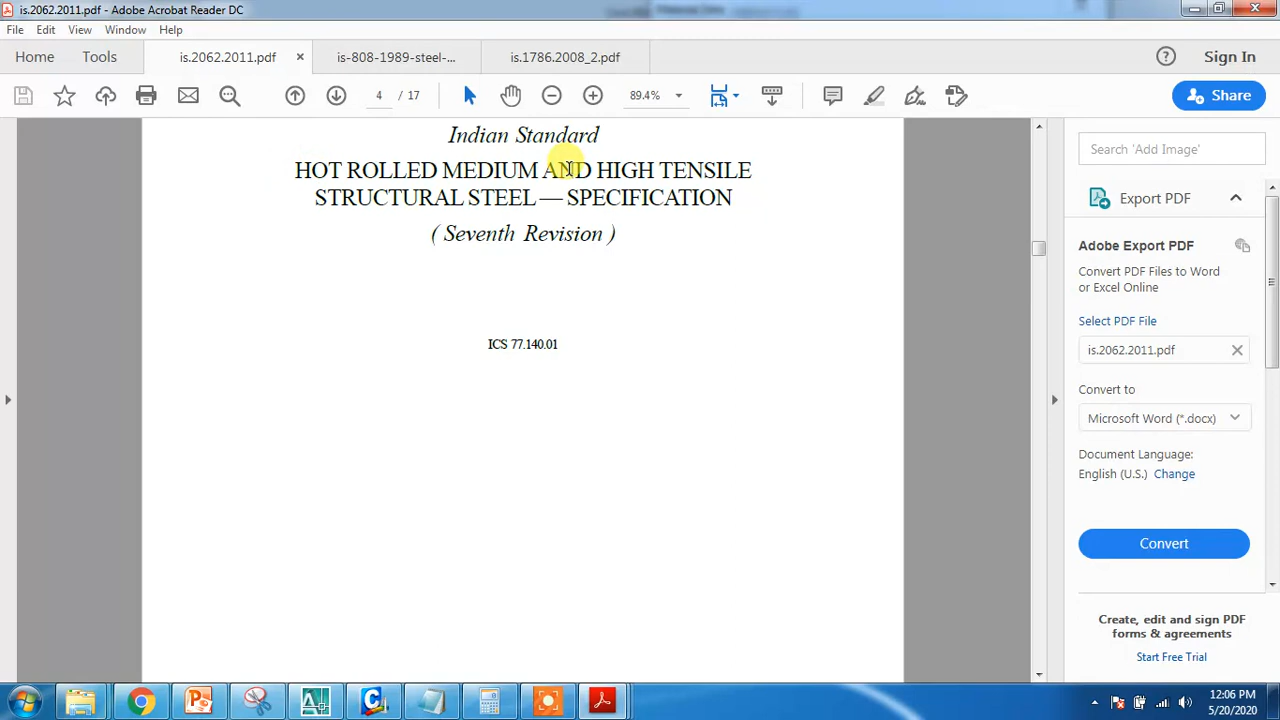 is.2062.2011.pdf - Adobe Acrobat Reader DC
File Edit View Window Help
Home Tools is.2062.2011.pdf × is-808-1989-steel-... is.1786.2008_2.pdf Sign In
4 / 17 89.4% Share
Indian Standard
HOT ROLLED MEDIUM AND HIGH TENSILE
STRUCTURAL STEEL — SPECIFICATION
( Seventh Revision )
ICS 77.140.01
Search 'Add Image'
Export PDF
Adobe Export PDF
Convert PDF Files to Word
or Excel Online
Select PDF File
is.2062.2011.pdf
Convert to
Microsoft Word (*.docx)
Document Language:
English (U.S.) Change
Convert
Create, edit and sign PDF
forms & agreements
Start Free Trial
12:06 PM
5/20/2020